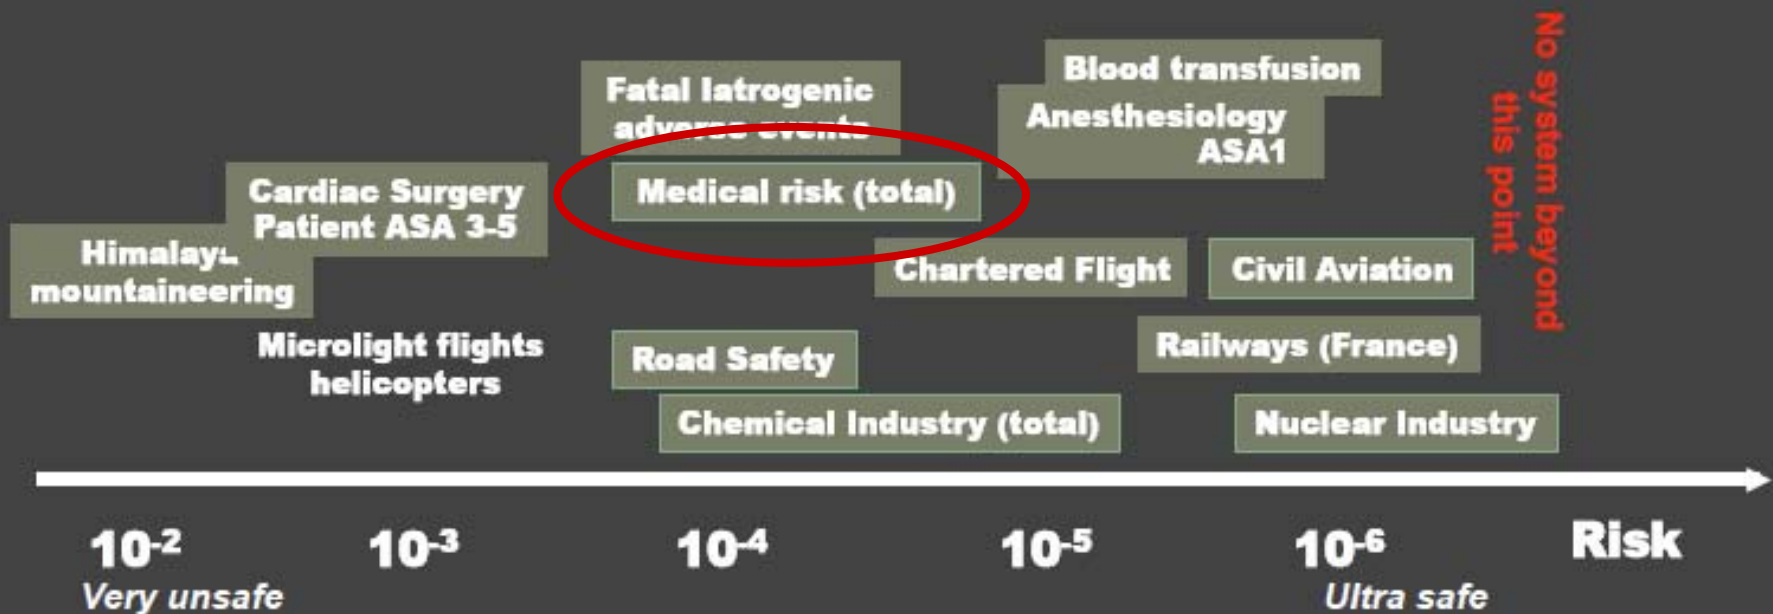 No system beyond
this point
Blood transfusion
Fatal Iatrogenic
adverse events
Anesthesiology
ASA1
Cardiac Surgery
Patient ASA 3-5
Medical risk (total)
Himalaya
mountaineering
Chartered Flight
Civil Aviation
Microlight flights
helicopters
Road Safety
Railways (France)
Chemical Industry (total)
Nuclear Industry
10⁻² 10⁻³ 10⁻⁴ 10⁻⁵ 10⁻⁶ Risk
Very unsafe Ultra safe